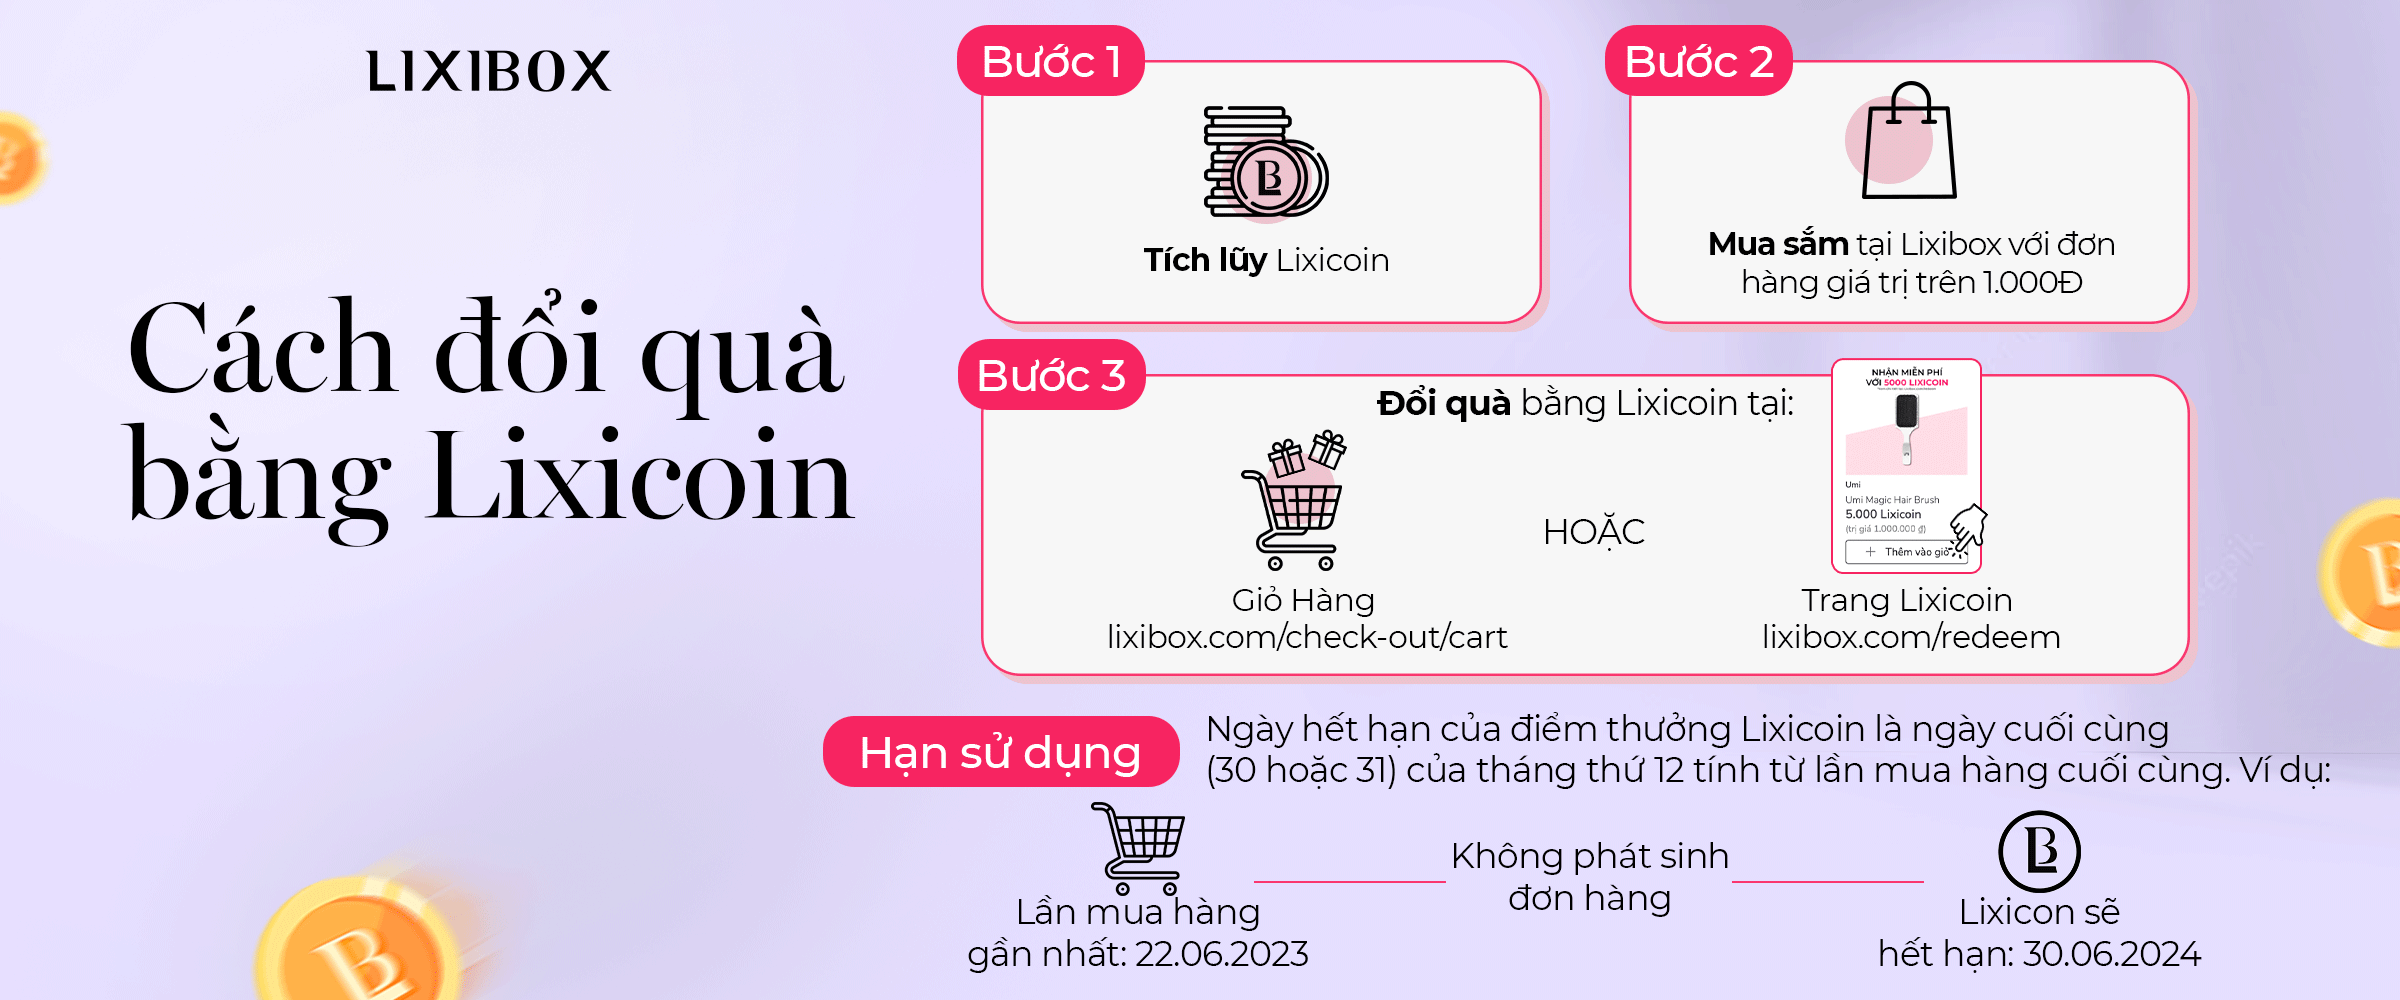 LIXIBOX
Cách đổi quà
bằng Lixicoin
Bước 1
Tích lũy Lixicoin
Bước 2
Mua sắm tại Lixibox với đơn
hàng giá trị trên 1.000Đ
Bước 3
Đổi quà bằng Lixicoin tại:
Giỏ Hàng
lixibox.com/check-out/cart
HOẶC
NHẬN MIỄN PHÍ
VỚI 5000 LIXICOIN
Umi
Umi Magic Hair Brush
5.000 Lixicoin
(trị giá 1.000.000 ₫)
+ Thêm vào giỏ
Trang Lixicoin
lixibox.com/redeem
Hạn sử dụng
Ngày hết hạn của điểm thưởng Lixicoin là ngày cuối cùng
(30 hoặc 31) của tháng thứ 12 tính từ lần mua hàng cuối cùng. Ví dụ:
Lần mua hàng
gần nhất: 22.06.2023
Không phát sinh
đơn hàng
Lixicon sẽ
hết hạn: 30.06.2024